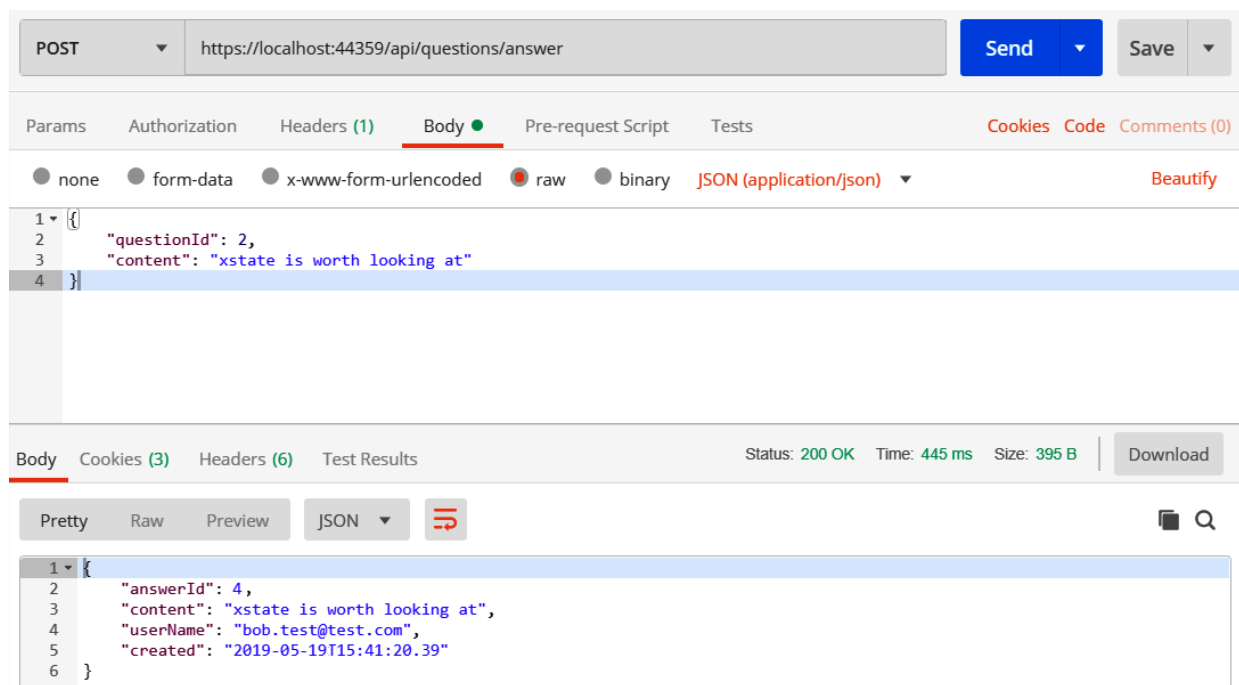 POST https://localhost:44359/api/questions/answer Send Save
Params Authorization Headers (1) Body Pre-request Script Tests Cookies Code Comments (0)
none form-data x-www-form-urlencoded raw binary JSON (application/json) Beautify
1 {
2 "questionId": 2,
3 "content": "xstate is worth looking at"
4 }
Body Cookies (3) Headers (6) Test Results Status: 200 OK Time: 445 ms Size: 395 B Download
Pretty Raw Preview JSON
1 {
2 "answerId": 4,
3 "content": "xstate is worth looking at",
4 "userName": "bob.test@test.com",
5 "created": "2019-05-19T15:41:20.39"
6 }